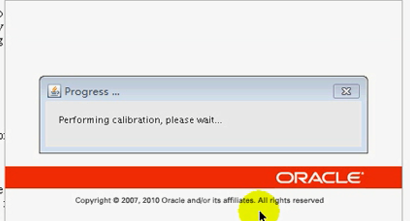 Progress ...
Performing calibration, please wait...
ORACLE
Copyright © 2007, 2010 Oracle and/or its affiliates. All rights reserved